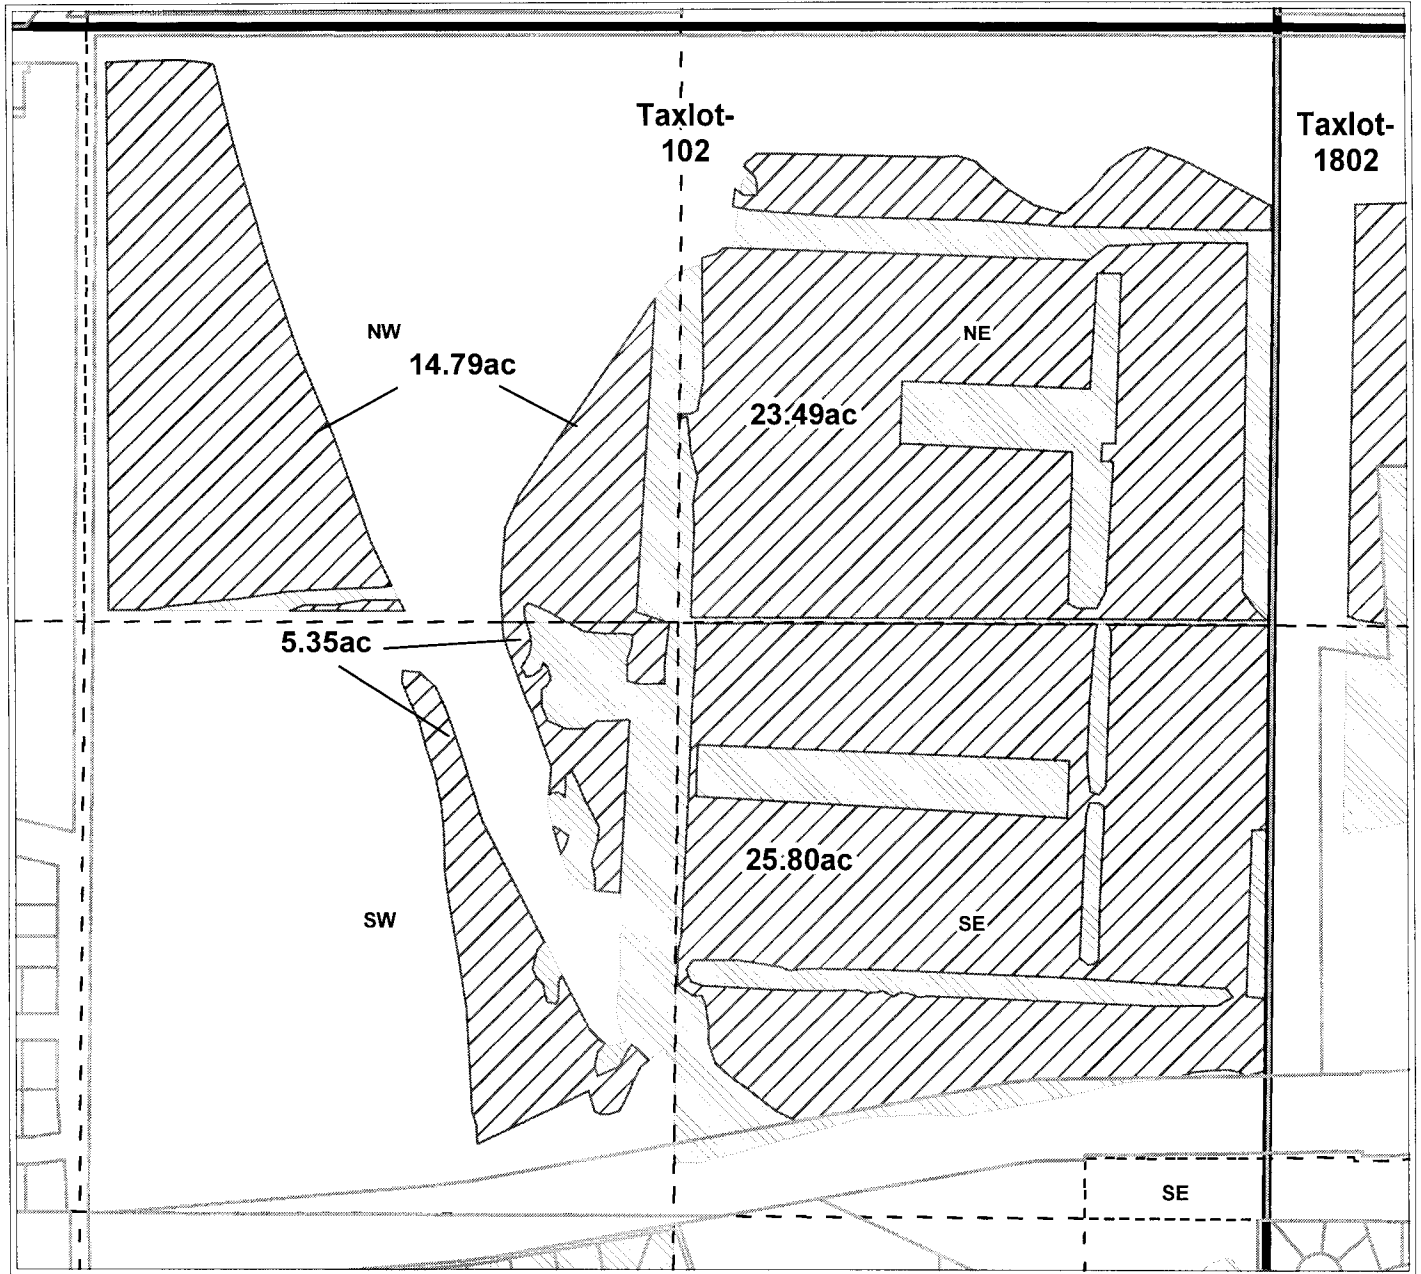 Taxlot-
102
Taxlot-
1802
NW
14.79ac
NE
23.49ac
5.35ac
25.80ac
SW
SE
SE